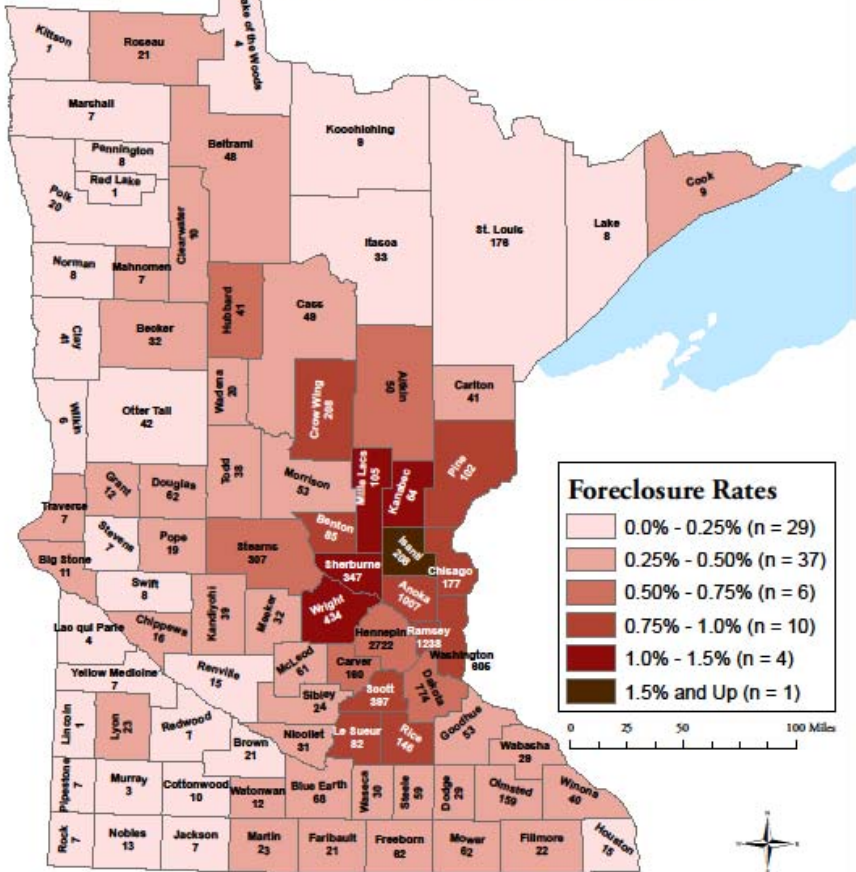 Kittson
1
Roseau
21
ake of the Woods
4
Marshall
7
Koochiching
9
Pennington
8
Red Lake
1
Beltrami
48
Polk
20
Clearwater
10
Itasca
33
St. Louis
176
Lake
8
Cook
9
Norman
8
Mahnomen
7
Hubbard
41
Cass
49
Clay
41
Becker
32
Wadena
20
Crow Wing
Aitkin
50
Carlton
41
Wilkin
6
Otter Tail
42
Todd
38
Morrison
53
Mille Lacs
105
Kanabec
Pine
102
Traverse
7
Grant
12
Douglas
62
Benton
85
Isanti
Stevens
7
Pope
19
Stearns
307
Sherburne
347
Chisago
177
Big Stone
11
Swift
8
Anoka
1007
Wright
434
Kandiyohi
39
Meeker
32
Lac qui Parle
4
Chippewa
16
Hennepin
2722
Ramsey
1238
Washington
Renville
15
McLeod
Carver
160
Yellow Medicine
7
Scott
397
Dakota
774
Sibley
24
Goodhue
53
Lincoln
1
Lyon
23
Redwood
7
Nicollet
31
Le Sueur
82
Rice
146
Brown
21
Wabasha
Pipestone
7
Murray
3
Cottonwood
10
Watonwan
12
Blue Earth
Waseca
30
Steele
59
Dodge
29
Olmsted
159
Winona
40
Rock
7
Nobles
13
Jackson
7
Martin
23
Faribault
21
Freeborn
Mower
62
Fillmore
22
Houston
15
Foreclosure Rates
0.0% - 0.25% (n = 29)
0.25% - 0.50% (n = 37)
0.50% - 0.75% (n = 6)
0.75% - 1.0% (n = 10)
1.0% - 1.5% (n = 4)
1.5% and Up (n = 1)
0 25 50 100 Miles